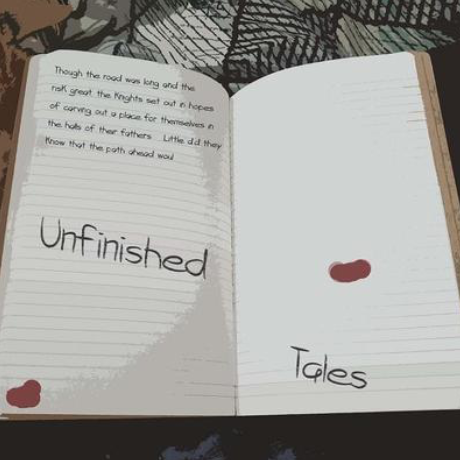 Though the road was long and the
risk great the Knights set out in hopes
of carving out a place for themselves in
the halls of their fathers Little did they
know that the path ahead woul
Unfinished
Tales